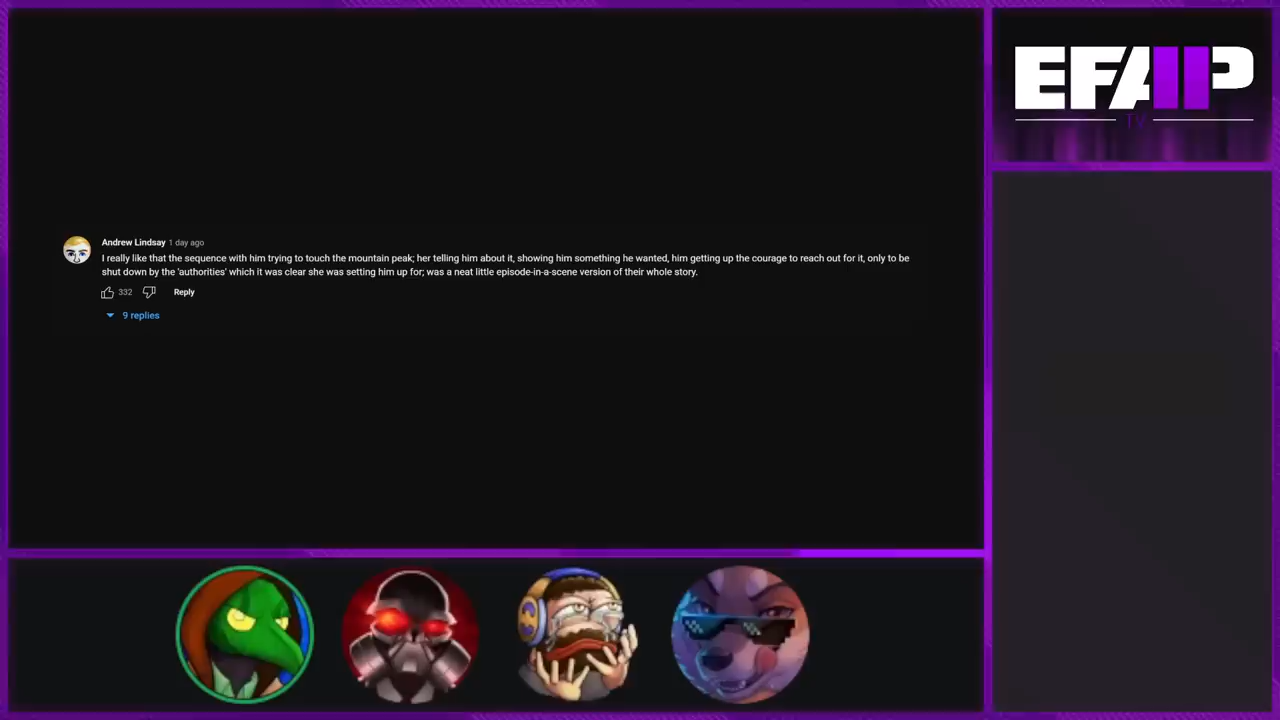 EFAP
TV
Andrew Lindsay 1 day ago
I really like that the sequence with him trying to touch the mountain peak; her telling him about it, showing him something he wanted, him getting up the courage to reach out for it, only to be
shut down by the 'authorities' which it was clear she was setting him up for; was a neat little episode-in-a-scene version of their whole story.
332 Reply
9 replies